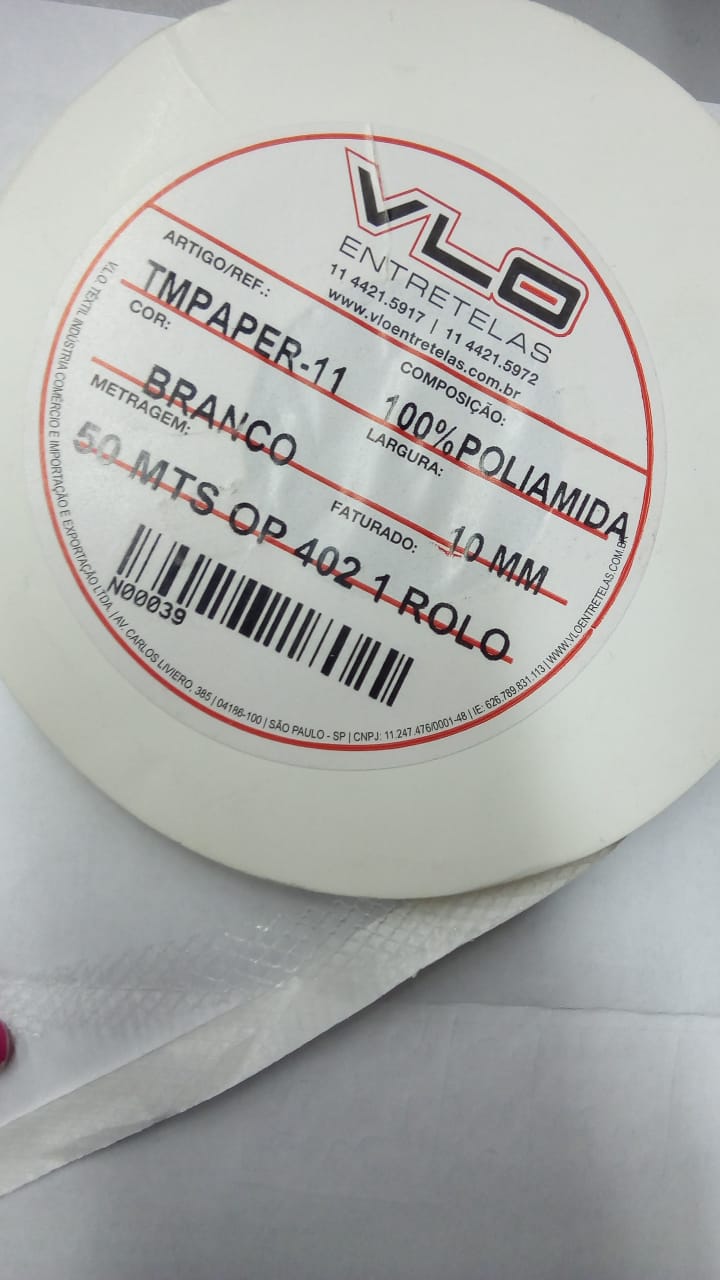 VLO
ENTRETELAS
11 4421.5917 | 11 4421.5972
www.vloentretelas.com.br
ARTIGO/REF.:
TMPAPER-11
COMPOSIÇÃO:
100%POLIAMIDA
COR:
BRANCO
LARGURA:
10 MM
METRAGEM:
50 MTS OP 402 1 ROLO
FATURADO:
N00039
V.L.O. TÊXTIL INDÚSTRIA COMÉRCIO E IMPORTAÇÃO E EXPORTAÇÃO LTDA. | AV. CARLOS LIVIERO, 385 | 04186-100 | SÃO PAULO - SP | CNPJ: 11.247.476/0001-48 | IE: 626.789.831.113 | WWW.VLOENTRETELAS.COM.BR